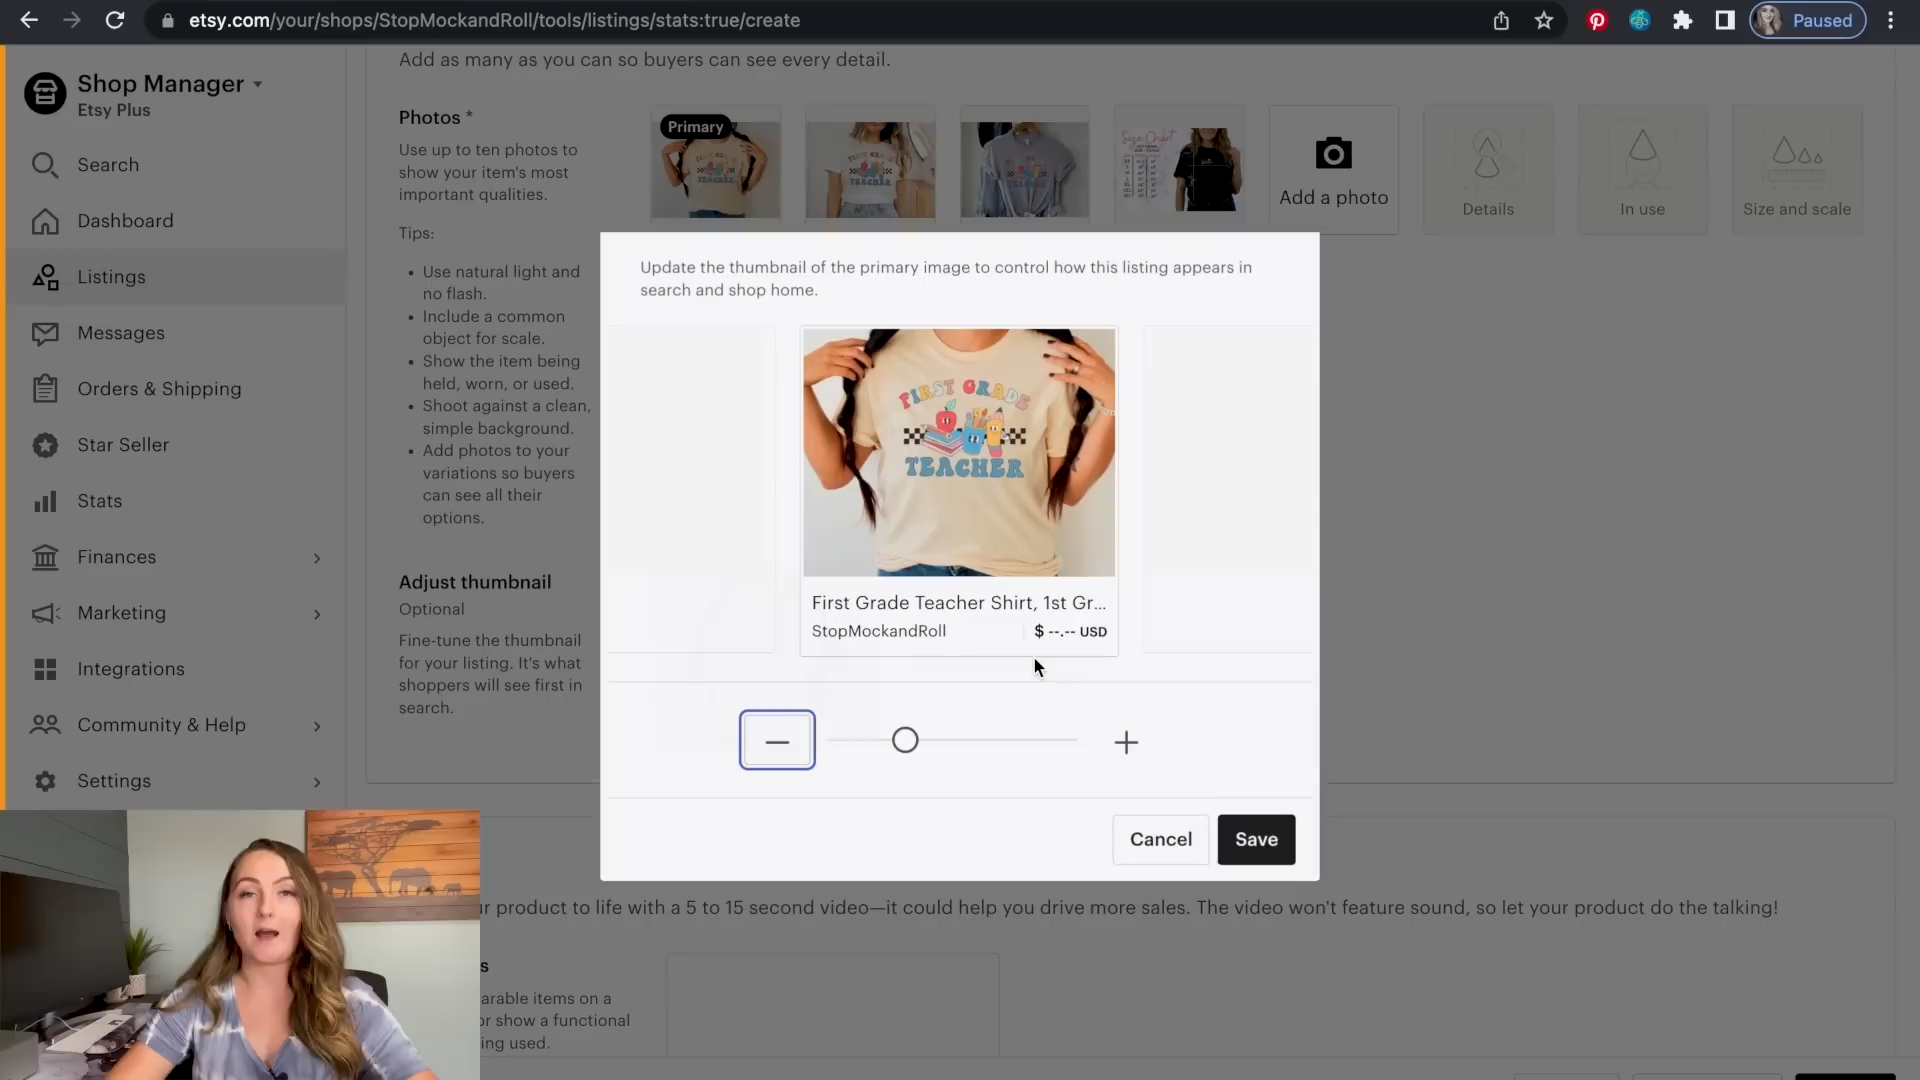 etsy.com/your/shops/StopMockandRoll/tools/listings/stats:true/create
Paused
Shop Manager
Etsy Plus
Search
Dashboard
Listings
Messages
Orders & Shipping
Star Seller
Stats
Finances
Marketing
Integrations
Community & Help
Settings
Add as many as you can so buyers can see every detail.
Photos *
Use up to ten photos to
show your item's most
important qualities.
Tips:
• Use natural light and
no flash.
• Include a common
object for scale.
• Show the item being
held, worn, or used.
• Shoot against a clean,
simple background.
• Add photos to your
variations so buyers
can see all their
options.
Adjust thumbnail
Optional
Fine-tune the thumbnail
for your listing. It's what
shoppers will see first in
search.
Primary
FIRST GRADE
TEACHER
FIRST GRADE
TEACHER
Size Chart
Add a photo
Details
In use
Size and scale
Update the thumbnail of the primary image to control how this listing appears in
search and shop home.
FIRST GRADE
TEACHER
First Grade Teacher Shirt, 1st Gr...
StopMockandRoll
$ --.-- USD
Cancel
Save
r product to life with a 5 to 15 second video—it could help you drive more sales. The video won't feature sound, so let your product do the talking!
s
arable items on a
or show a functional
ing used.